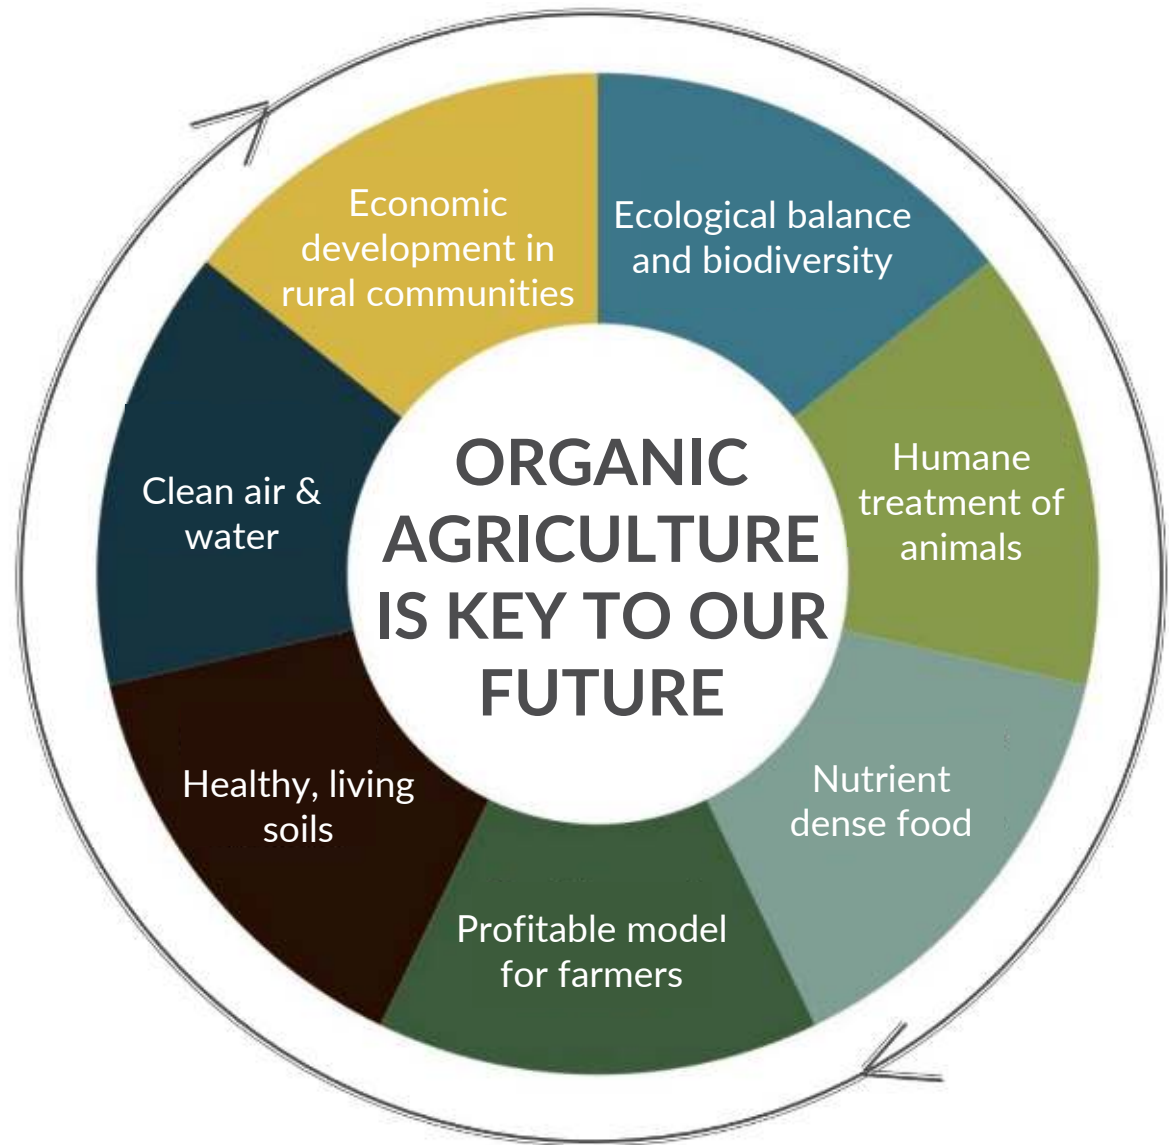 Economic
development in
rural communities
Ecological balance
and biodiversity
Humane
treatment of
animals
Nutrient
dense food
Profitable model
for farmers
Healthy, living
soils
Clean air &
water
ORGANIC
AGRICULTURE
IS KEY TO OUR
FUTURE